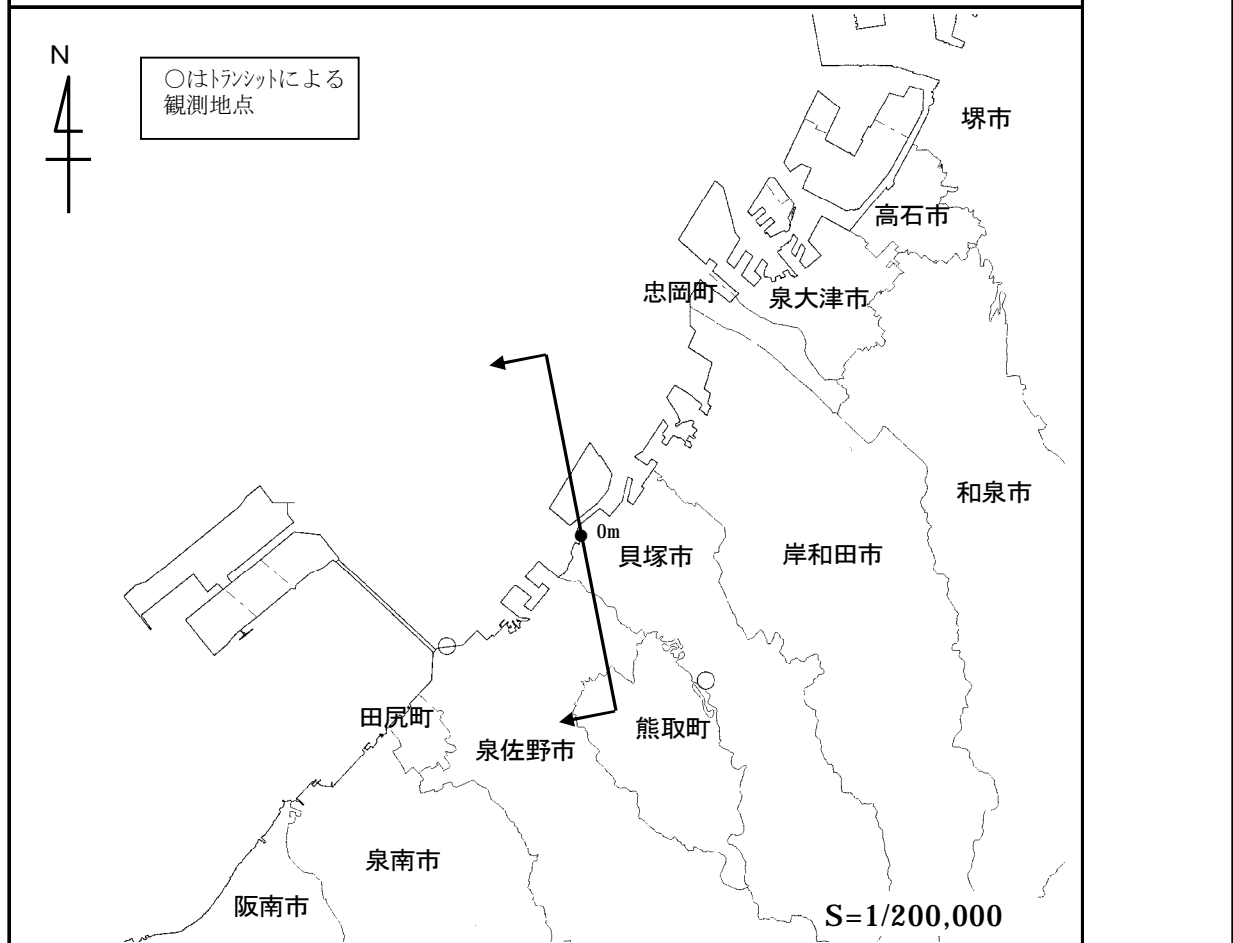 N
○はトランシットによる
観測地点
堺市
高石市
忠岡町
泉大津市
和泉市
0m
貝塚市
岸和田市
田尻町
泉佐野市
熊取町
泉南市
阪南市
S=1/200,000